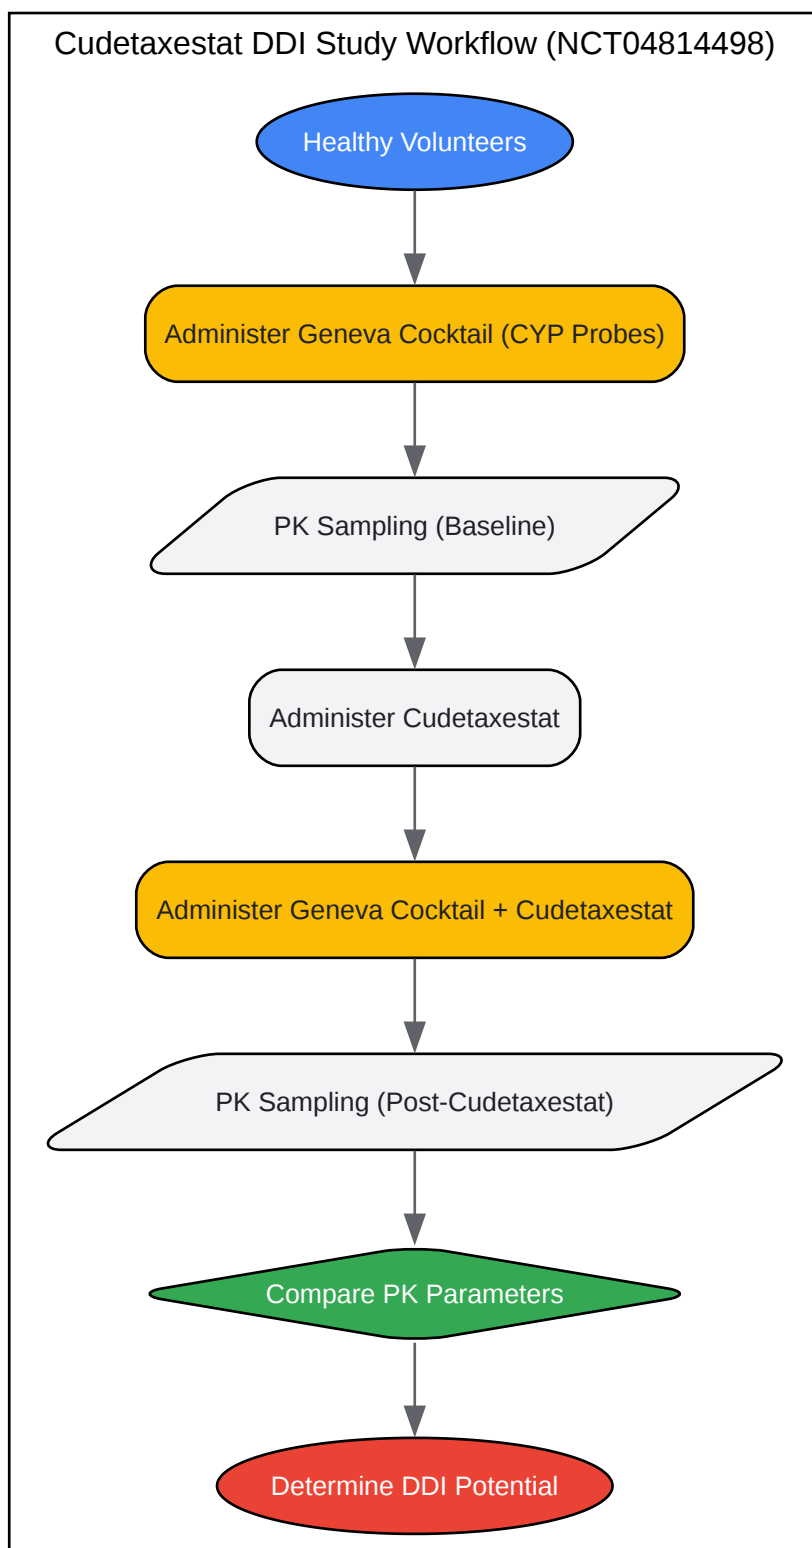 Cudetaxestat DDI Study Workflow (NCT04814498)
Healthy Volunteers
Administer Geneva Cocktail (CYP Probes)
PK Sampling (Baseline)
Administer Cudetaxestat
Administer Geneva Cocktail + Cudetaxestat
PK Sampling (Post-Cudetaxestat)
Compare PK Parameters
Determine DDI Potential